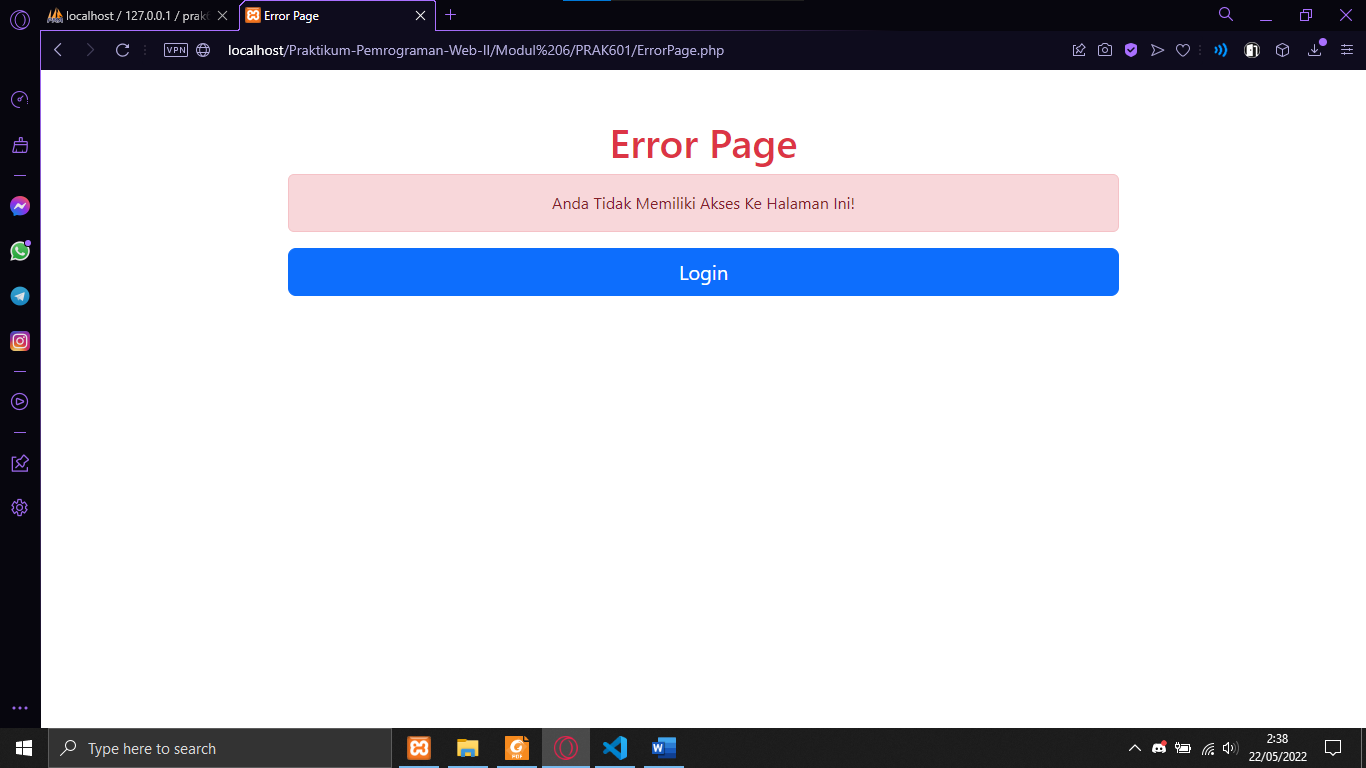 localhost / 127.0.0.1 / prak6
Error Page
VPN
localhost/Praktikum-Pemrograman-Web-II/Modul%206/PRAK601/ErrorPage.php
Error Page
Anda Tidak Memiliki Akses Ke Halaman Ini!
Login
Type here to search
2:38
22/05/2022